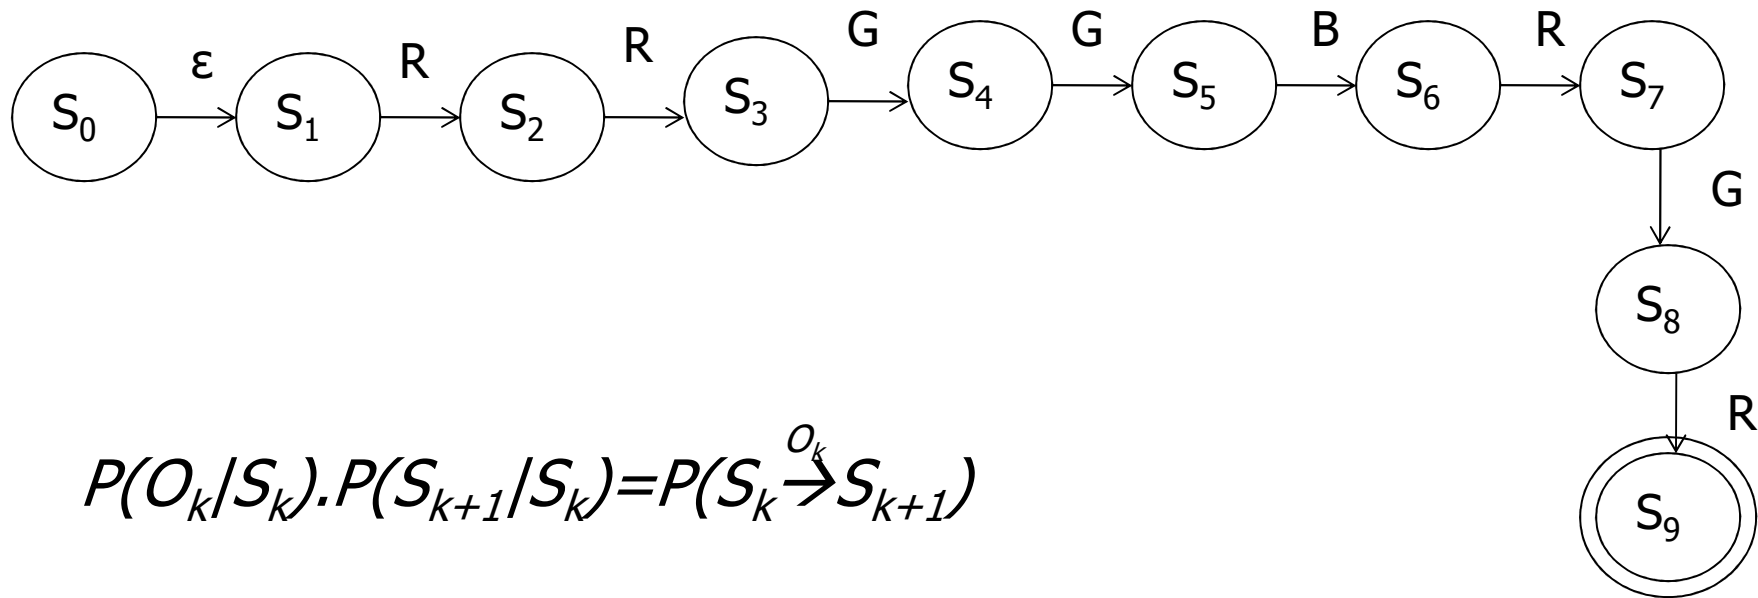 ε R R G G B R
S₀ S₁ S₂ S₃ S₄ S₅ S₆ S₇
G
S₈
R
Oₖ
P(Oₖ|Sₖ).P(Sₖ₊₁|Sₖ)=P(Sₖ→Sₖ₊₁)
S₉